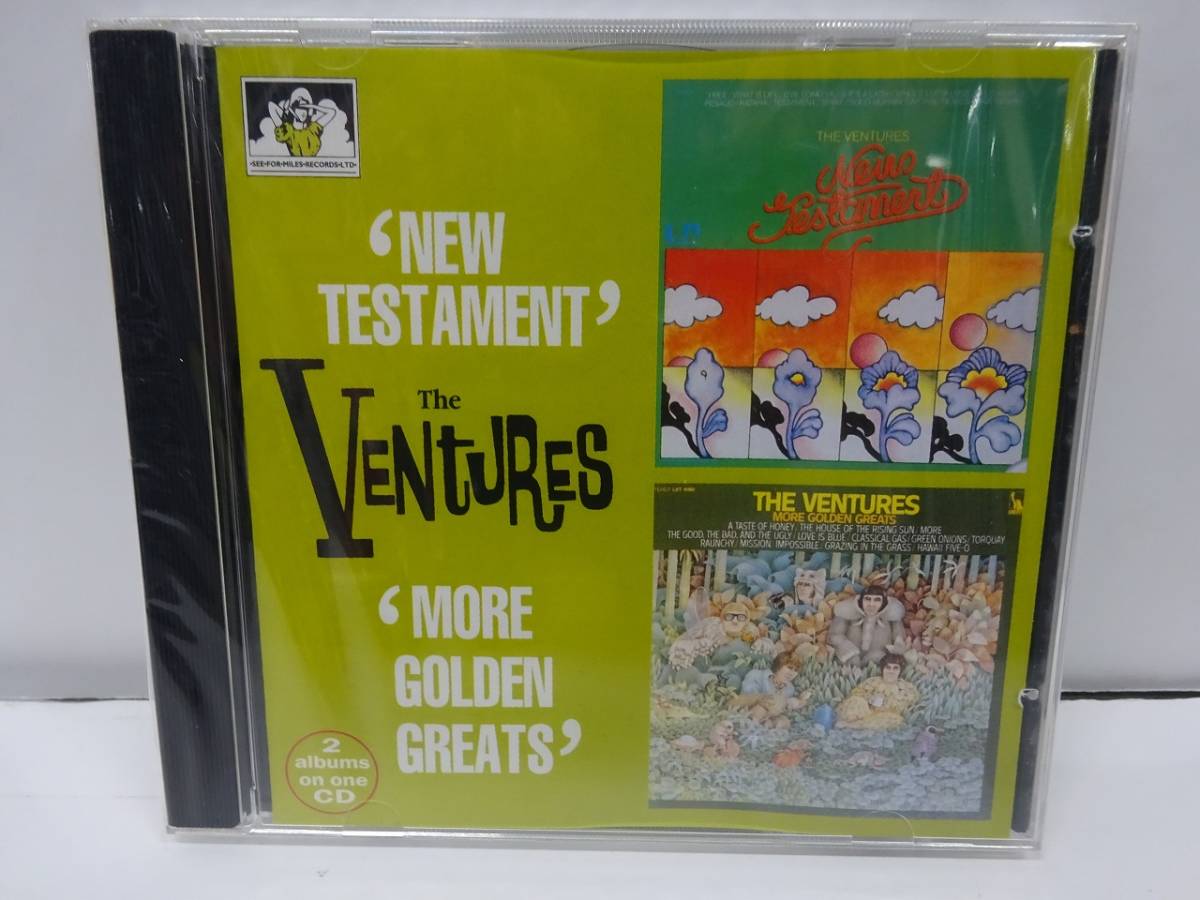 •SEE•FOR•MILES•RECORDS•LTD•
'NEW
TESTAMENT'
The
VENTURES
'MORE
GOLDEN
GREATS'
2
albums
on one
CD
THE VENTURES
New
Testament
THE VENTURES
MORE GOLDEN GREATS
A TASTE OF HONEY / THE HOUSE OF THE RISING SUN / MORE
THE GOOD, THE BAD, AND THE UGLY / LOVE IS BLUE / CLASSICAL GAS / GREEN ONIONS / TORQUAY
RAUNCHY / MISSION: IMPOSSIBLE / GRAZING IN THE GRASS / HAWAII FIVE-O